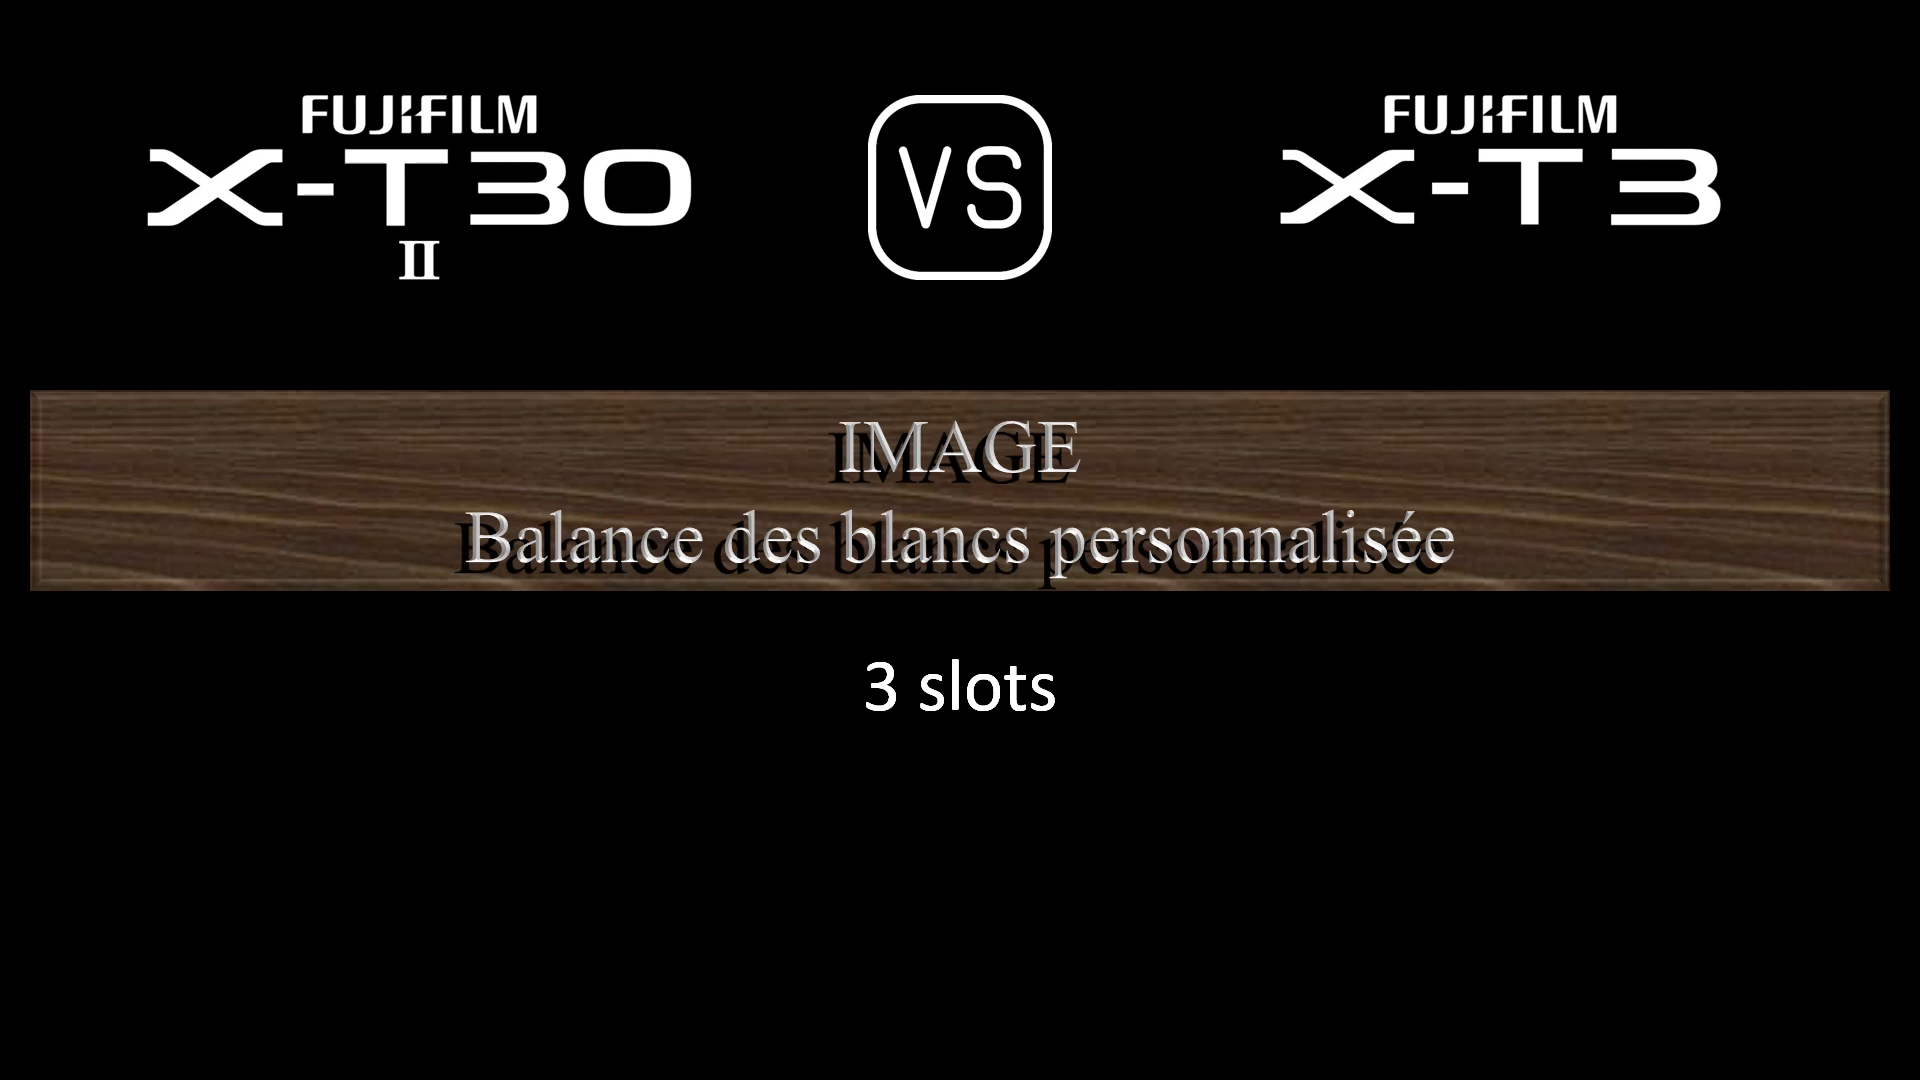 FUJIFILM
X-T30
II
VS
FUJIFILM
X-T3
IMAGE
Balance des blancs personnalisée
3 slots